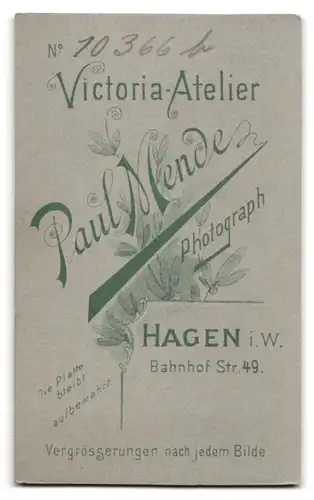 No. 10366 b
Victoria-Atelier
Paul Mende
Photograph
HAGEN i.W.
Bahnhof Str. 49.
Die Platte
bleibt
aufbewahrt.
Vergrösserungen nach jedem Bilde